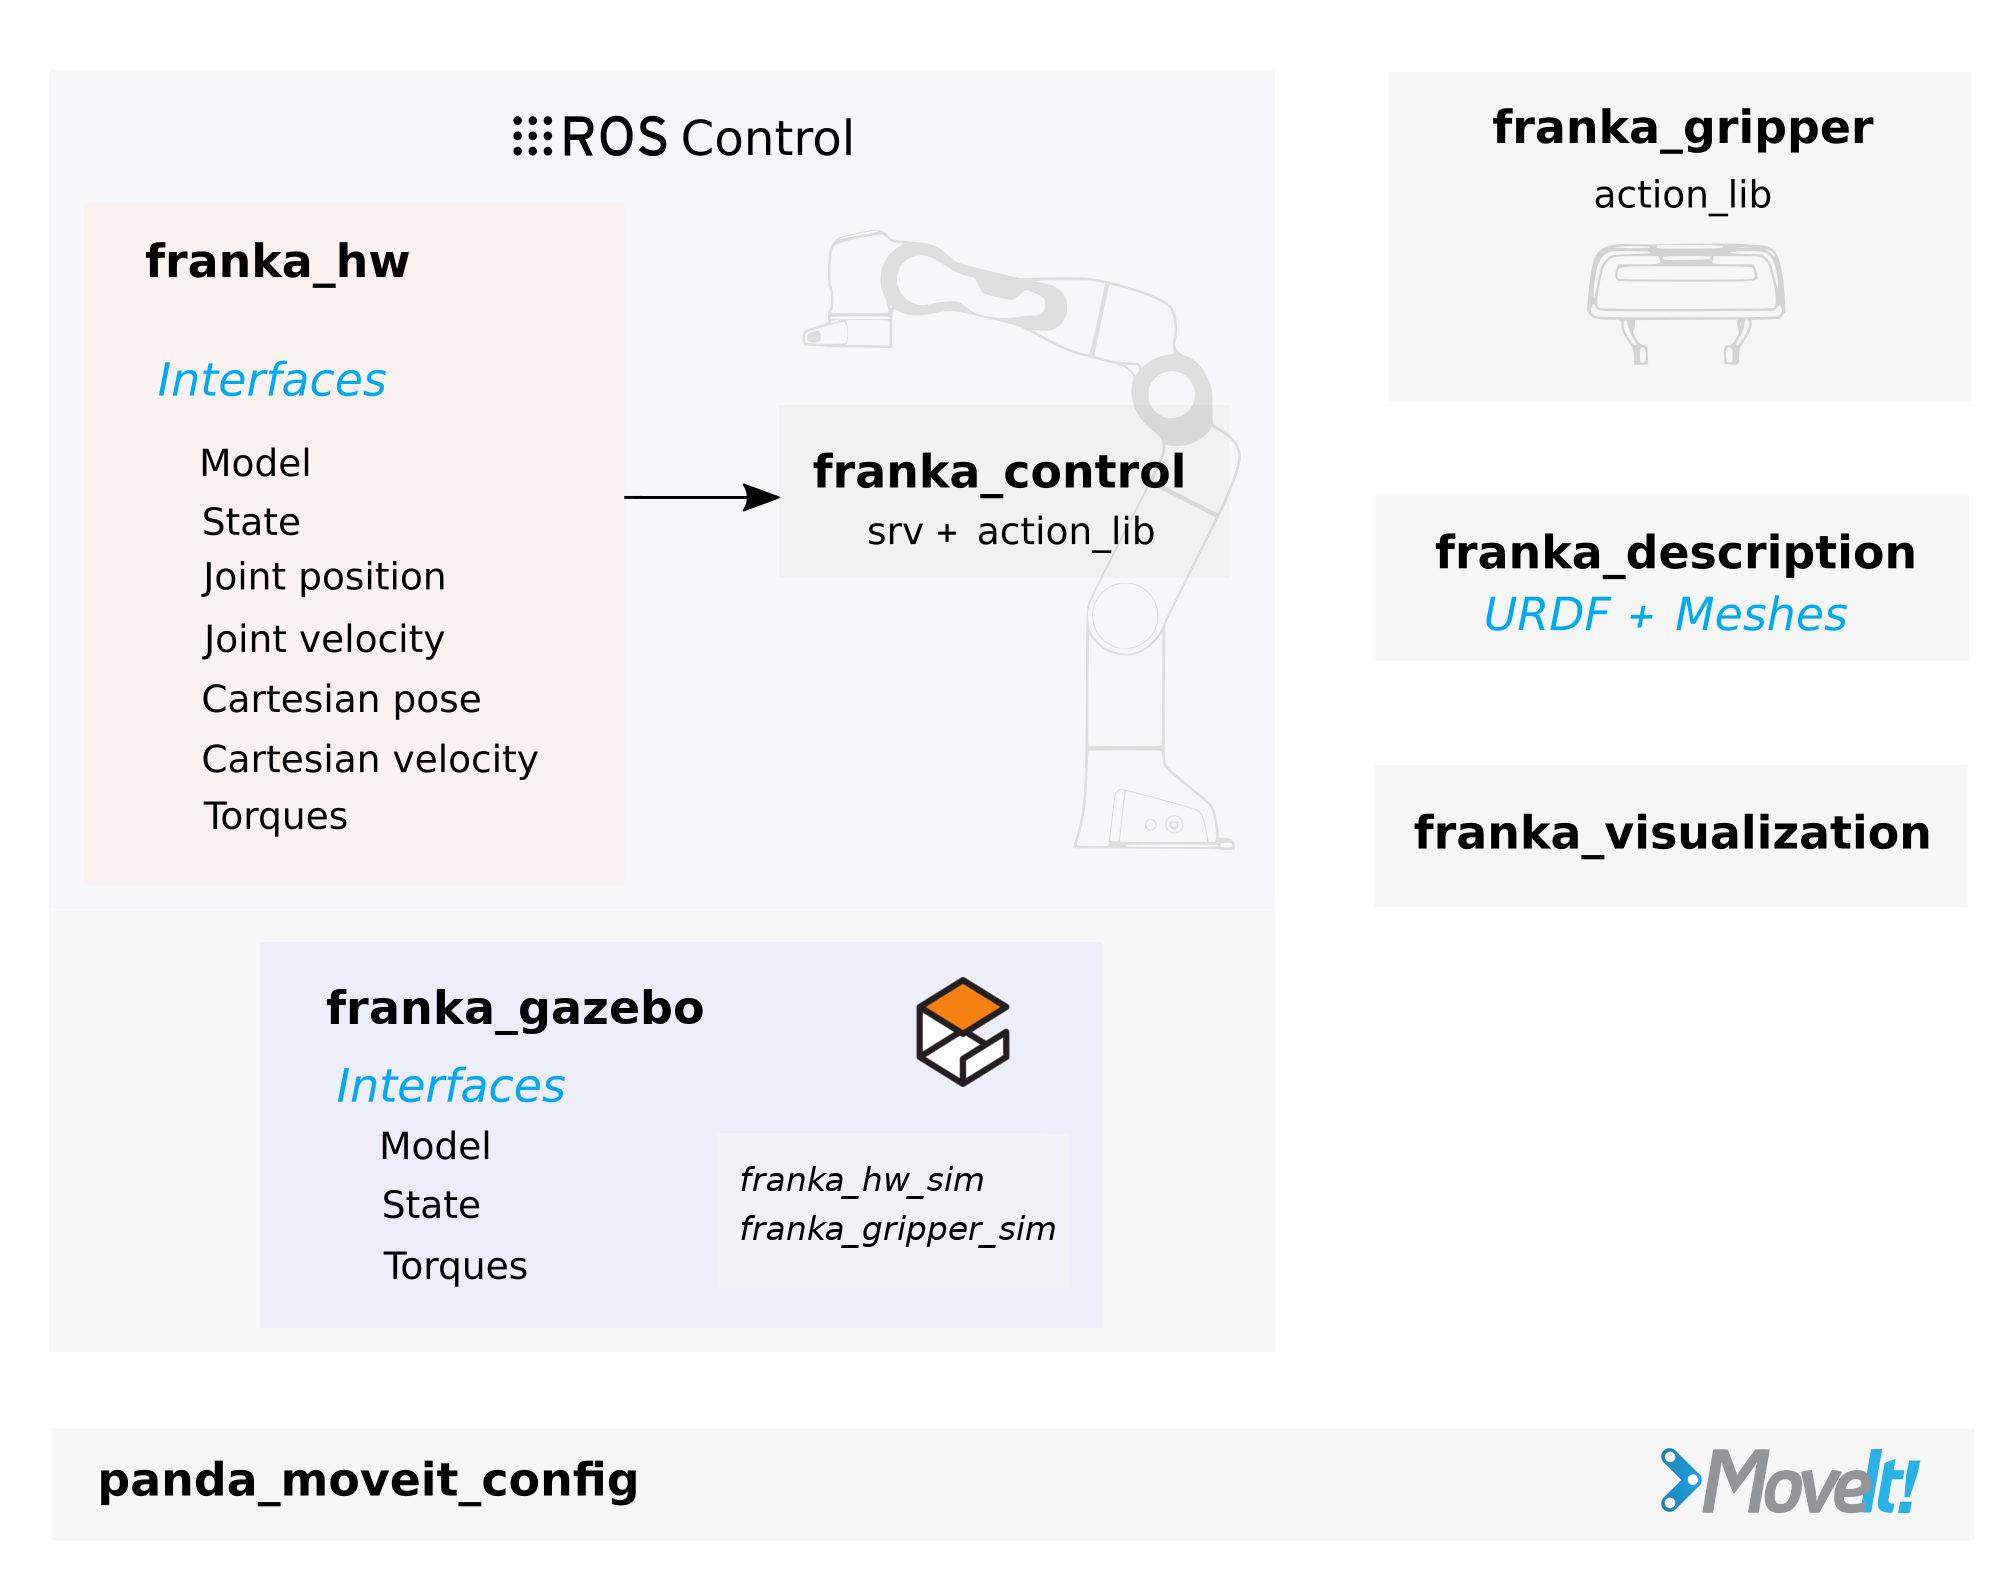 ROS Control
franka_hw
Interfaces
Model
State
Joint position
Joint velocity
Cartesian pose
Cartesian velocity
Torques
franka_control
srv + action_lib
franka_gazebo
Interfaces
Model
State
Torques
franka_hw_sim
franka_gripper_sim
franka_gripper
action_lib
franka_description
URDF + Meshes
franka_visualization
panda_moveit_config
MoveIt!